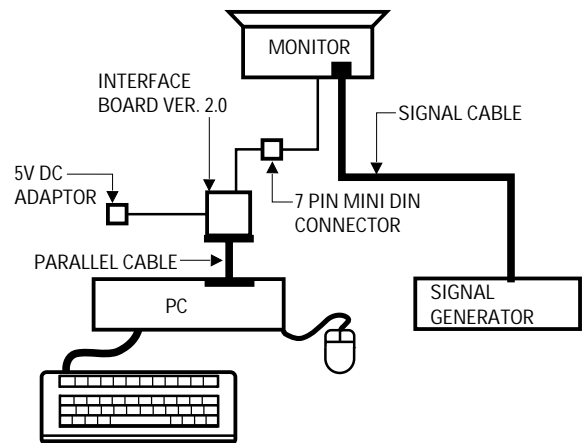 MONITOR
INTERFACE
BOARD VER. 2.0
SIGNAL CABLE
5V DC
ADAPTOR
7 PIN MINI DIN
CONNECTOR
PARALLEL CABLE
PC
SIGNAL
GENERATOR